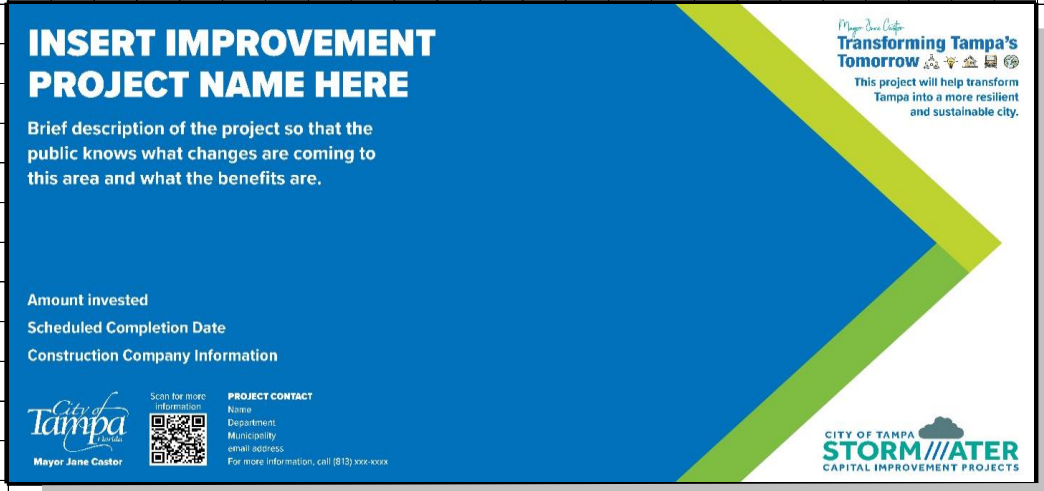 INSERT IMPROVEMENT
PROJECT NAME HERE
Brief description of the project so that the
public knows what changes are coming to
this area and what the benefits are.
Amount invested
Scheduled Completion Date
Construction Company Information
City of
Tampa
Florida
Mayor Jane Castor
Scan for more
information
PROJECT CONTACT
Name
Department
Municipality
email address
For more information, call (813) xxx-xxxx
Mayor Jane Castor
Transforming Tampa's
Tomorrow
This project will help transform
Tampa into a more resilient
and sustainable city.
CITY OF TAMPA
STORM///ATER
CAPITAL IMPROVEMENT PROJECTS